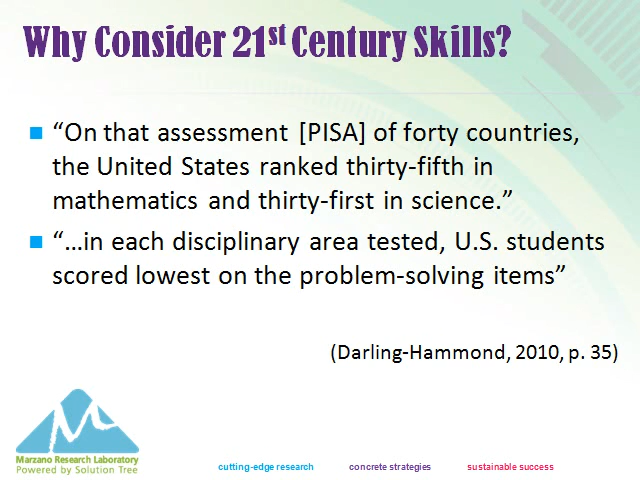 Why Consider 21st Century Skills?
“On that assessment [PISA] of forty countries,
the United States ranked thirty-fifth in
mathematics and thirty-first in science.”
“…in each disciplinary area tested, U.S. students
scored lowest on the problem-solving items”
(Darling-Hammond, 2010, p. 35)
M
Marzano Research Laboratory
Powered by Solution Tree
cutting-edge research concrete strategies sustainable success